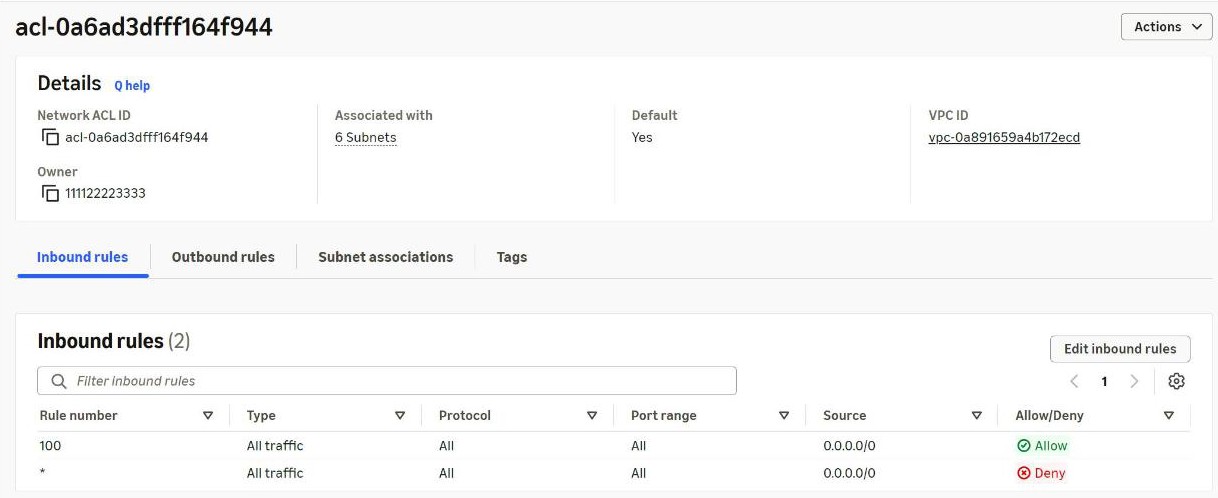 acl-0a6ad3dfff164f944
Actions
Details Q help
Network ACL ID Associated with Default VPC ID
acl-0a6ad3dfff164f944 6 Subnets Yes vpc-0a891659a4b172ecd
Owner
111122223333
Inbound rules Outbound rules Subnet associations Tags
Inbound rules (2)
Edit inbound rules
Filter inbound rules
1
Rule number Type Protocol Port range Source Allow/Deny
100 All traffic All All 0.0.0.0/0 Allow
* All traffic All All 0.0.0.0/0 Deny